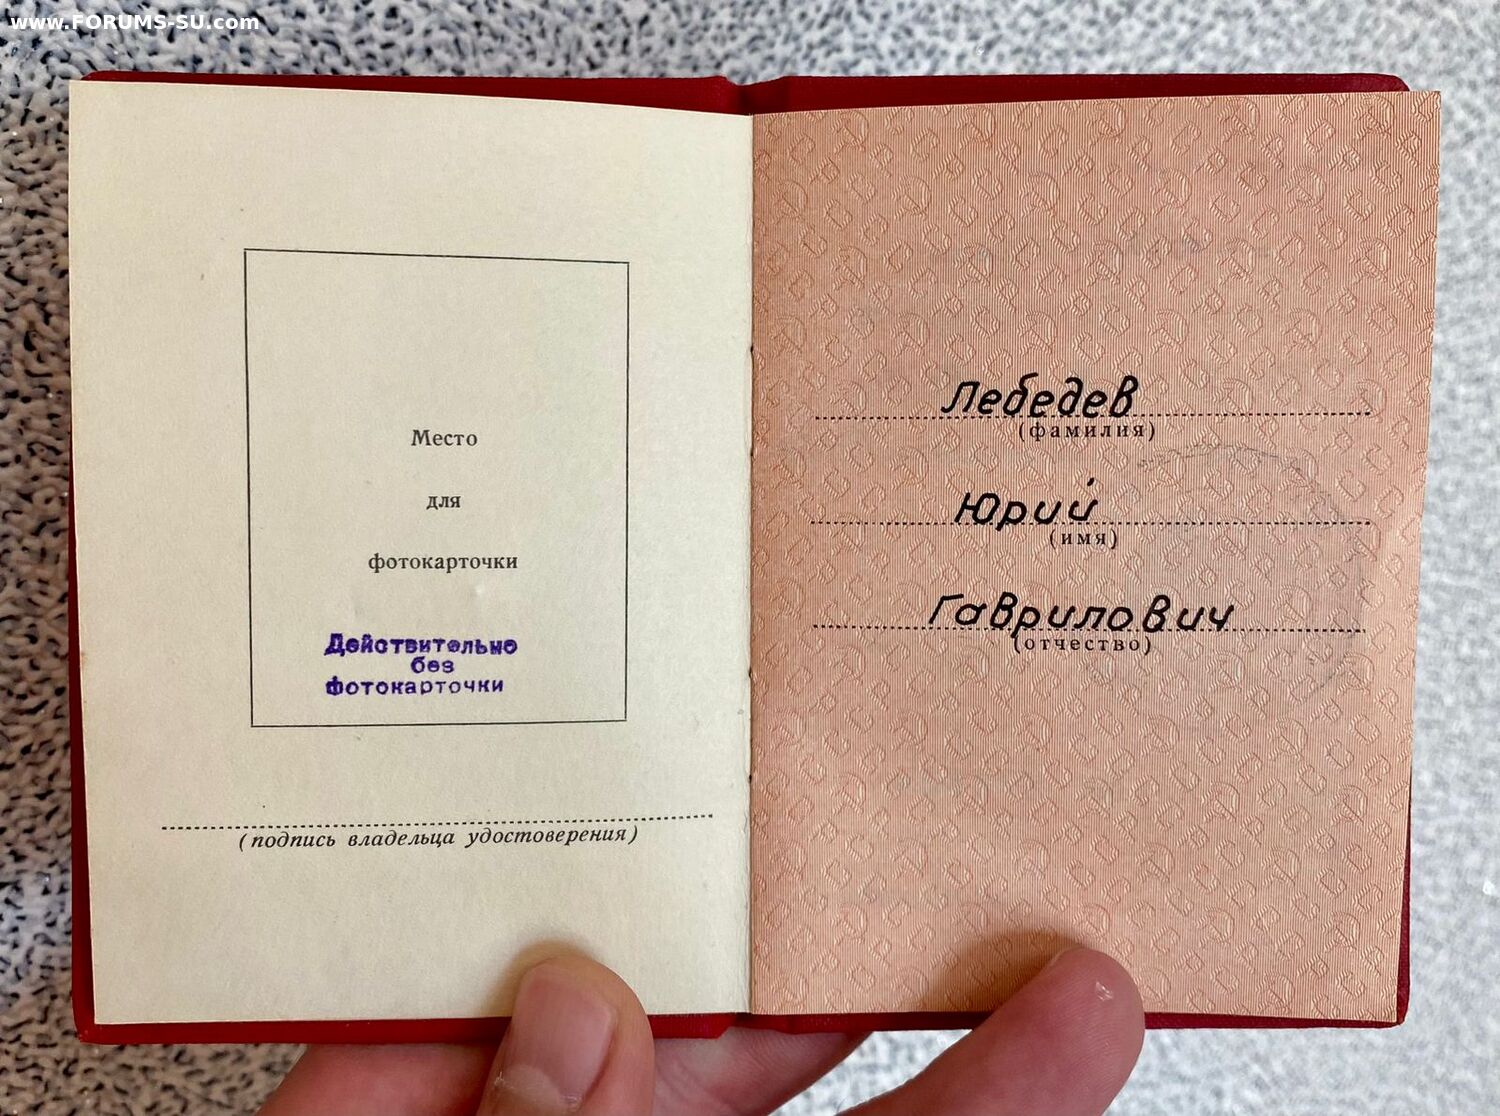 www.FORUMS-SU.com
Место
для
фотокарточки
Действительно
без
фотокарточки
(подпись владельца удостоверения)
Лебедев
(фамилия)
Юрий
(имя)
Гаврилович
(отчество)